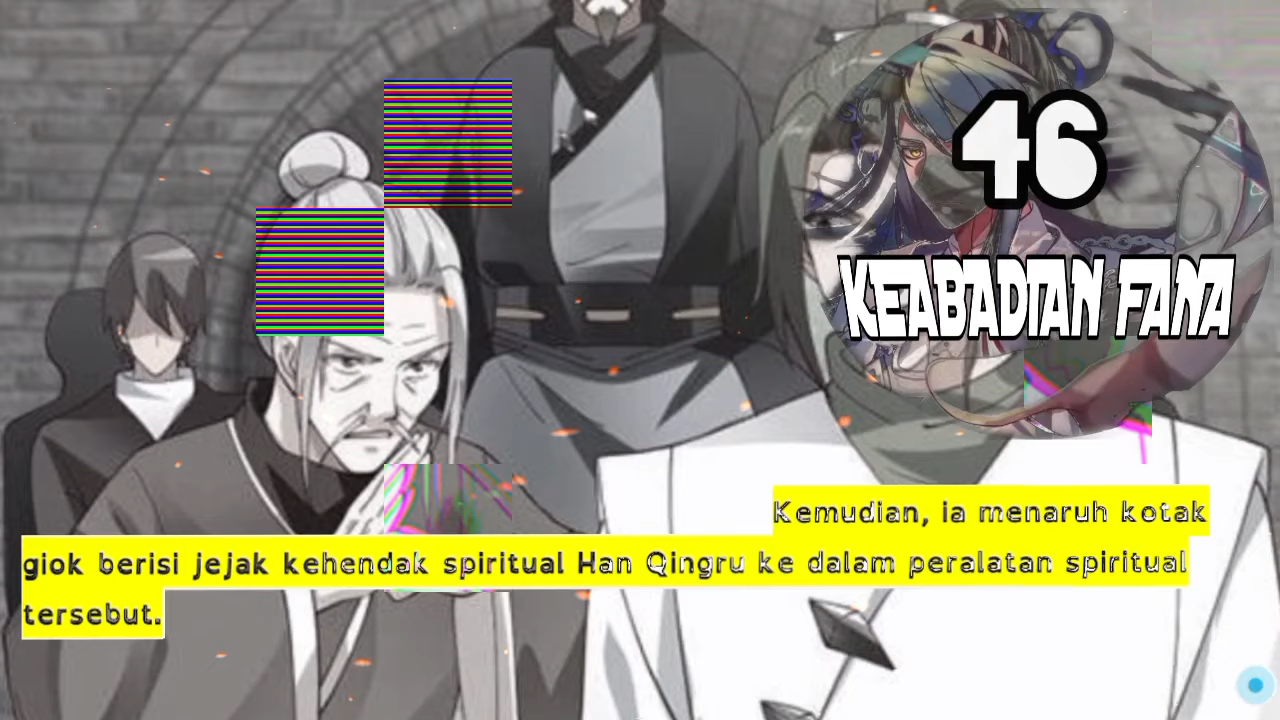 46
KEABADIAN FANA
Kemudian, ia menaruh kotak
giok berisi jejak kehendak spiritual Han Qingru ke dalam peralatan spiritual
tersebut.